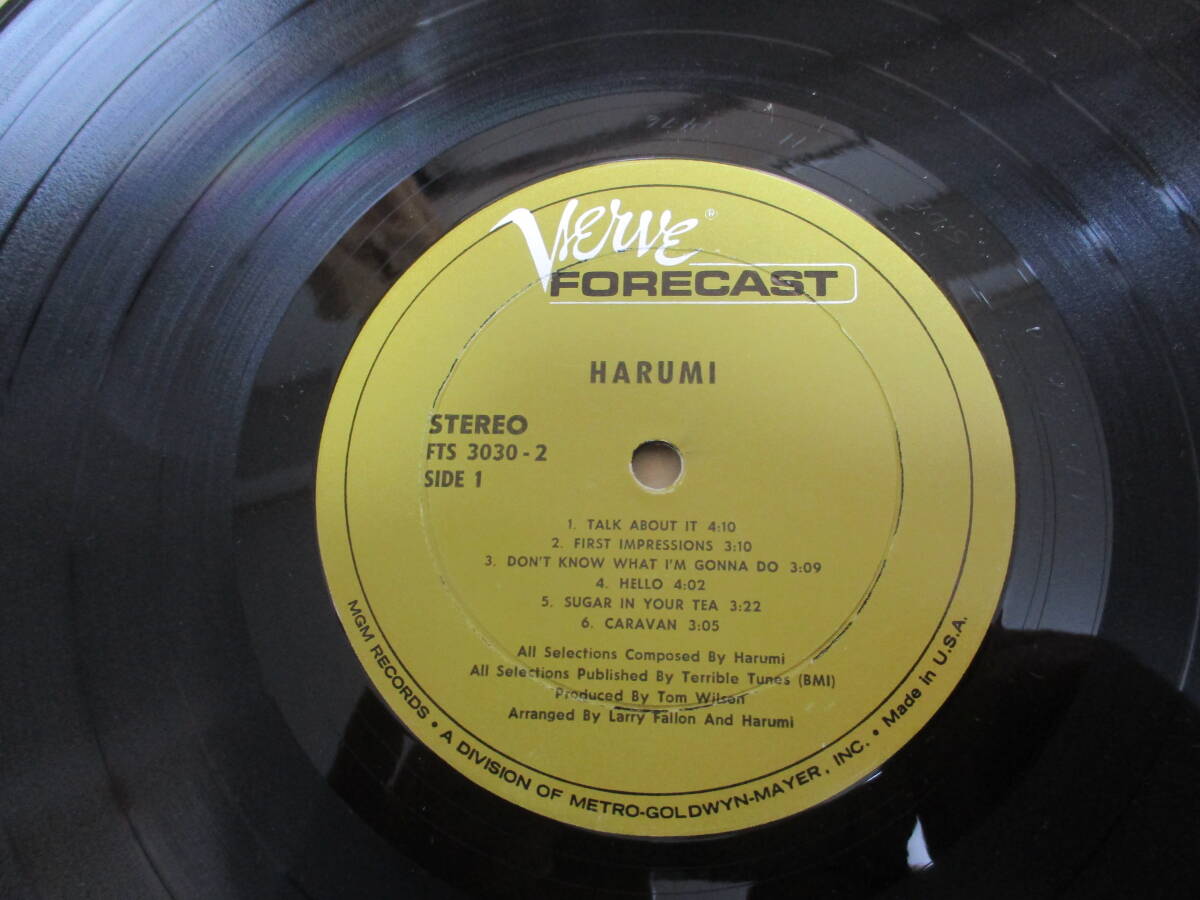 Verve®
FORECAST
HARUMI
STEREO
FTS 3030-2
SIDE 1
1. TALK ABOUT IT 4:10
2. FIRST IMPRESSIONS 3:10
3. DON'T KNOW WHAT I'M GONNA DO 3:09
4. HELLO 4:02
5. SUGAR IN YOUR TEA 3:22
6. CARAVAN 3:05
All Selections Composed By Harumi
All Selections Published By Terrible Tunes (BMI)
Produced By Tom Wilson
Arranged By Larry Fallon And Harumi
MGM RECORDS • A DIVISION OF METRO-GOLDWYN-MAYER, INC. • Made in U.S.A.